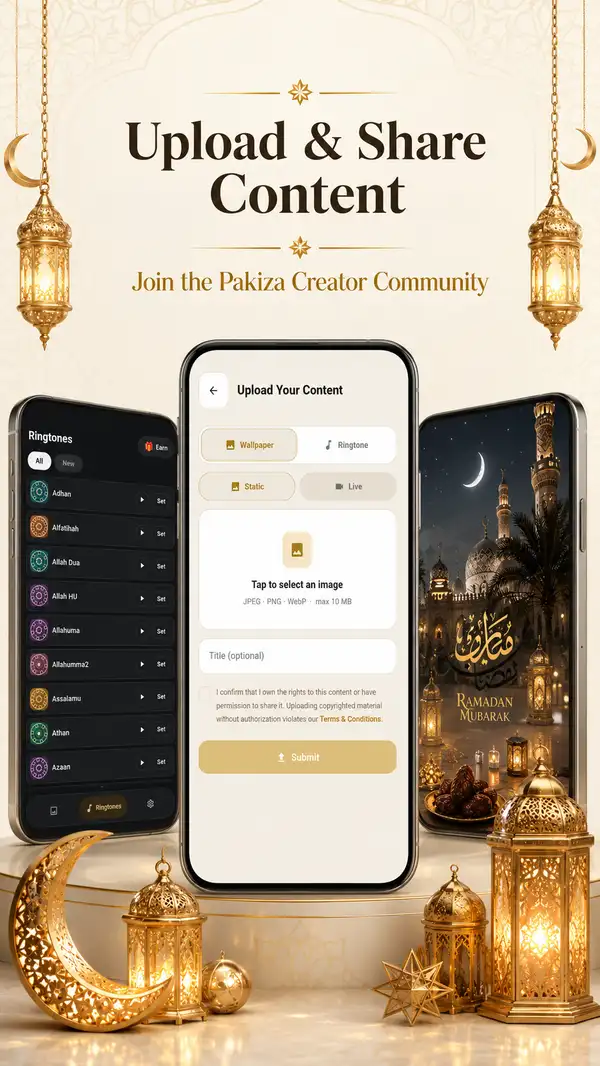 Upload & Share
Content
Join the Pakiza Creator Community
Ringtones
Earn
All
New
Adhan
Set
Alfatihah
Set
Allah Dua
Set
Allah HU
Set
Allahuma
Set
Allahumma2
Set
Assalamu
Set
Athan
Set
Azaan
Set
Ringtones
Upload Your Content
Wallpaper
Ringtone
Static
Live
Tap to select an image
JPEG · PNG · WebP · max 10 MB
Title (optional)
I confirm that I own the rights to this content or have
permission to share it. Uploading copyrighted material
without authorization violates our Terms & Conditions.
Submit
RAMADAN
MUBARAK